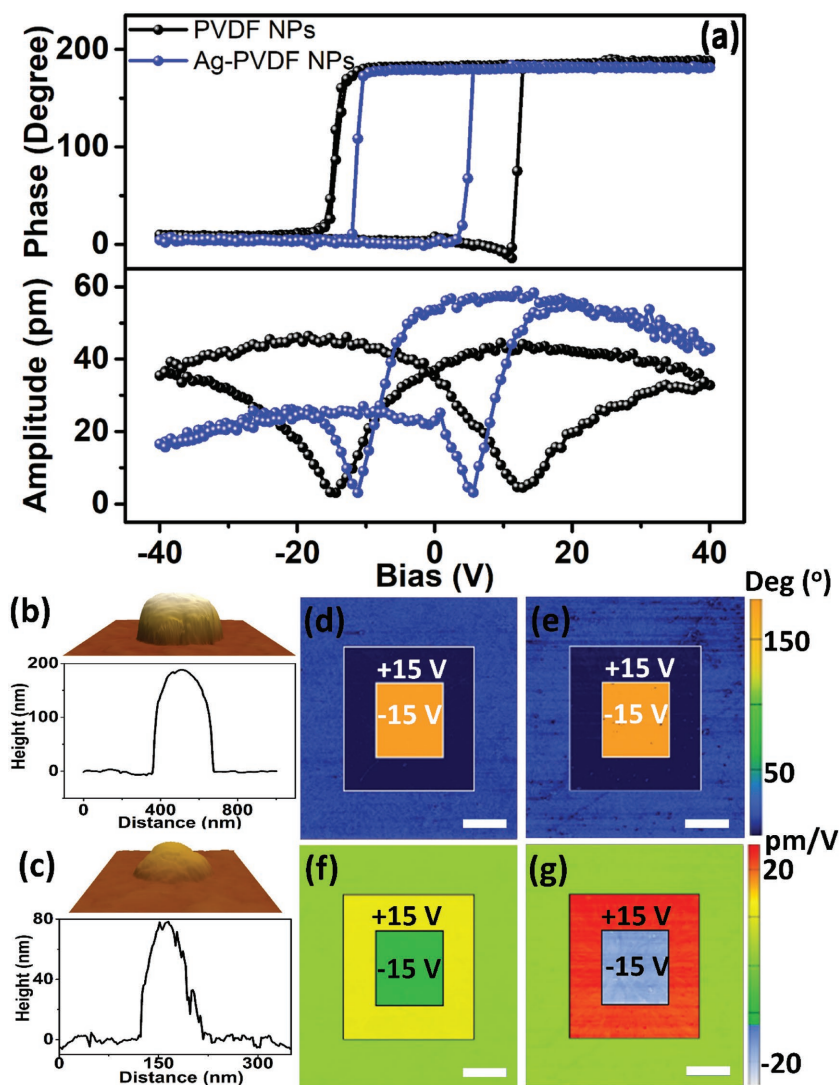 PVDF NPs
Ag-PVDF NPs
(a)
Phase (Degree)
200
100
0
Amplitude (pm)
60
40
20
0
-40 -20 0 20 40
Bias (V)
(b)
Height (nm)
200
100
0
0 400 800
Distance (nm)
(c)
Height (nm)
80
40
0
0 150 300
Distance (nm)
(d)
+15 V
-15 V
(e)
+15 V
-15 V
Deg (º)
150
50
(f)
+15 V
-15 V
(g)
+15 V
-15 V
pm/V
20
-20